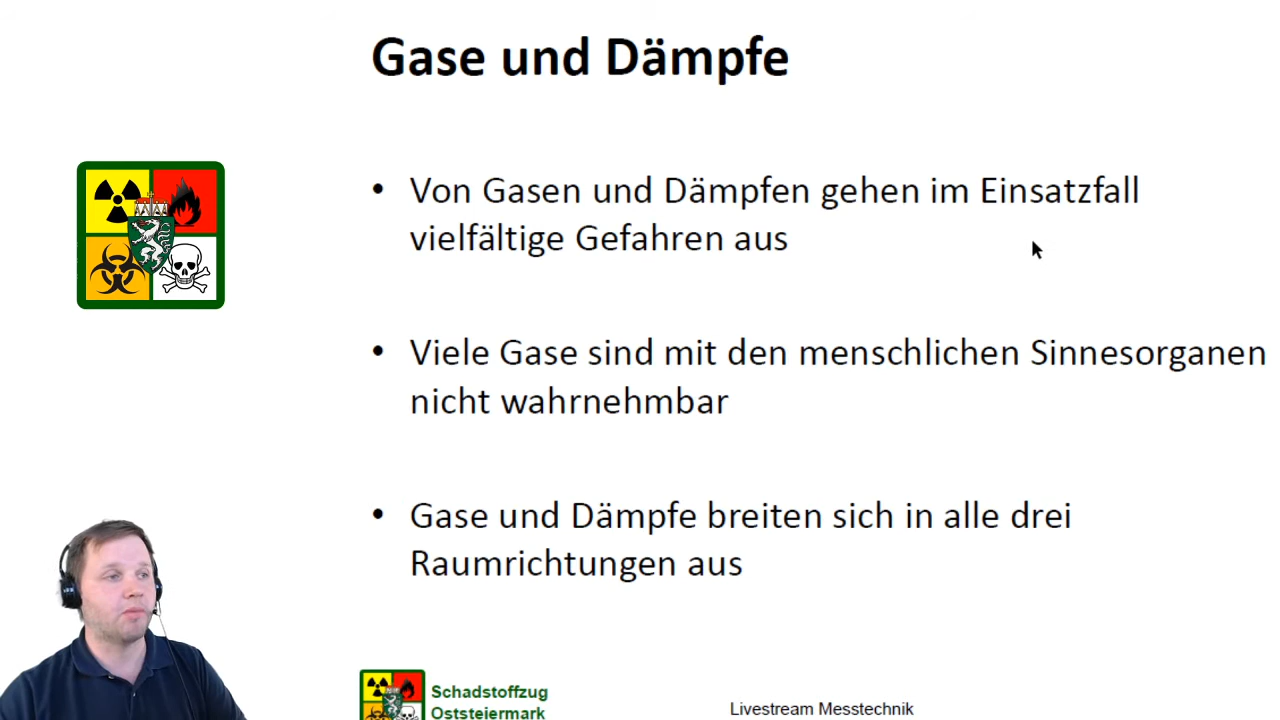 Gase und Dämpfe
• Von Gasen und Dämpfen gehen im Einsatzfall
vielfältige Gefahren aus
• Viele Gase sind mit den menschlichen Sinnesorganen
nicht wahrnehmbar
• Gase und Dämpfe breiten sich in alle drei
Raumrichtungen aus
Schadstoffzug
Oststeiermark
Livestream Messtechnik